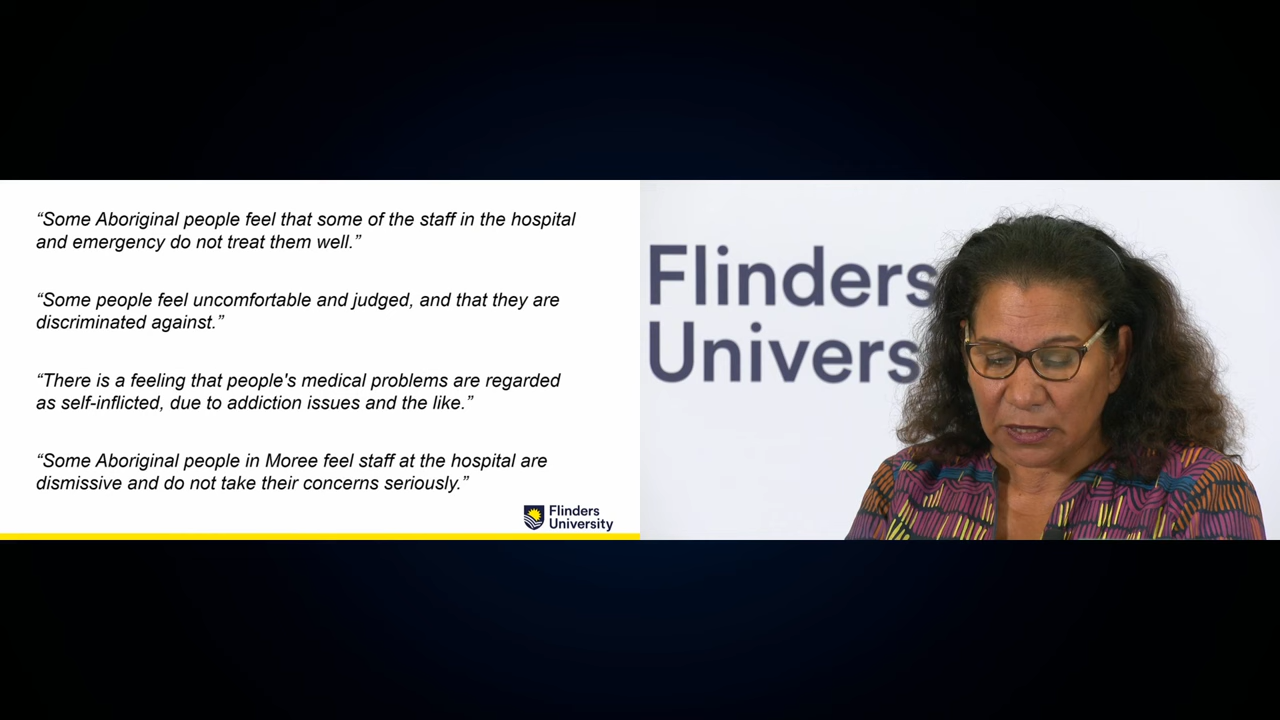 “Some Aboriginal people feel that some of the staff in the hospital
and emergency do not treat them well.”
“Some people feel uncomfortable and judged, and that they are
discriminated against.”
“There is a feeling that people's medical problems are regarded
as self-inflicted, due to addiction issues and the like.”
“Some Aboriginal people in Moree feel staff at the hospital are
dismissive and do not take their concerns seriously.”
Flinders
University
Flinders
Univers